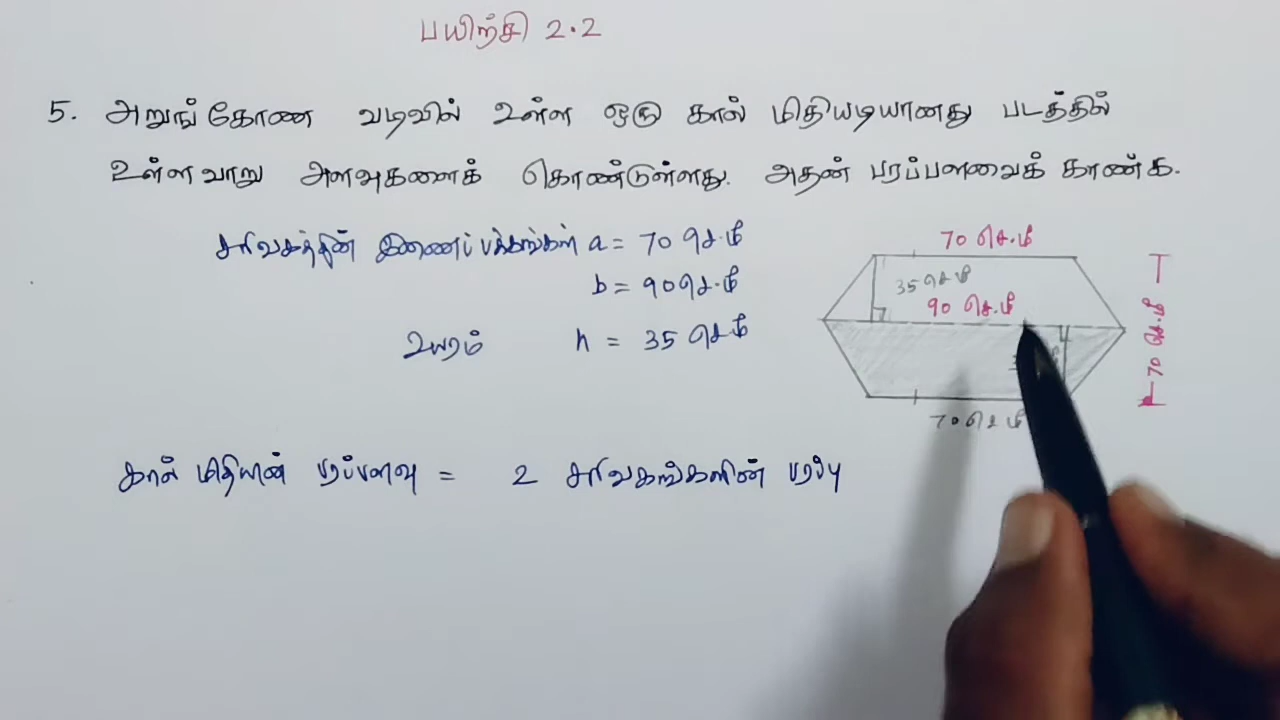 பயிற்சி 2.2
5. அறுங்கோண வடிவில் உள்ள ஒரு கால் மிதியடியானது படத்தில்
உள்ளவாறு அளவுகளைக் கொண்டுள்ளது. அதன் பரப்பளவைக் காண்க.
சரிவகத்தின் இணைப் பக்கங்கள் a = 70 செ.மீ
b = 90 செ.மீ
உயரம் h = 35 செ மீ
70 செ.மீ
35 செ மீ
90 செ.மீ
70 செ.மீ
70 செ மீ
கால் மிதியின் பரப்பளவு = 2 சரிவகங்களின் பரப்பு